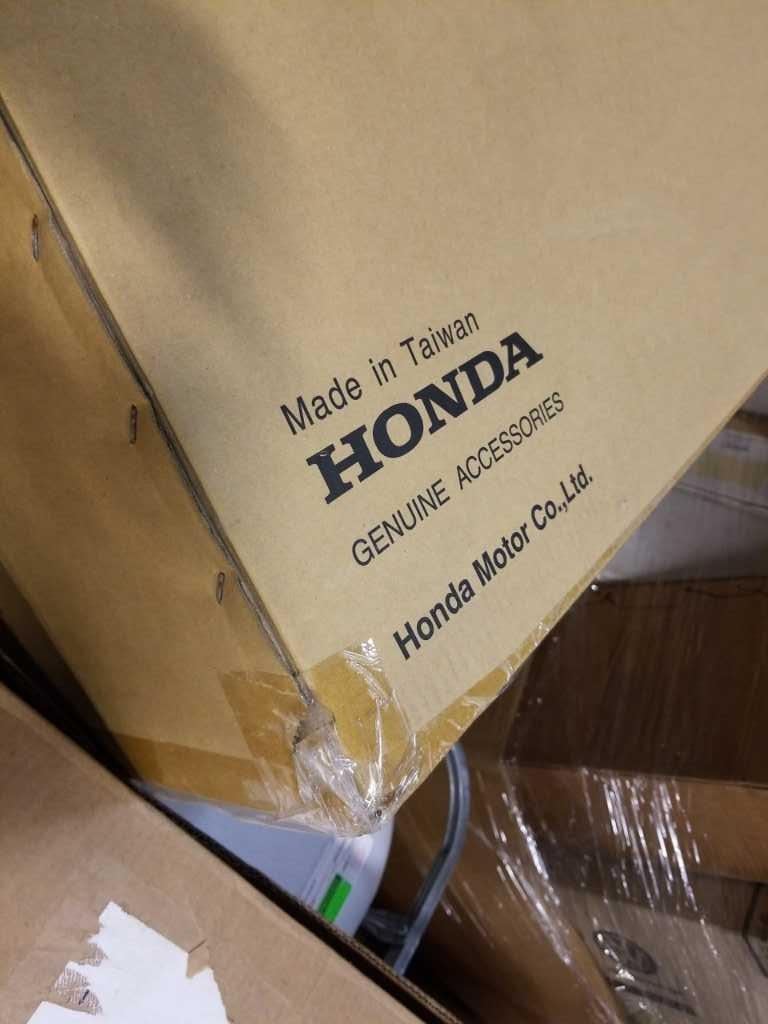 Made in Taiwan
HONDA
GENUINE ACCESSORIES
Honda Motor Co.,Ltd.